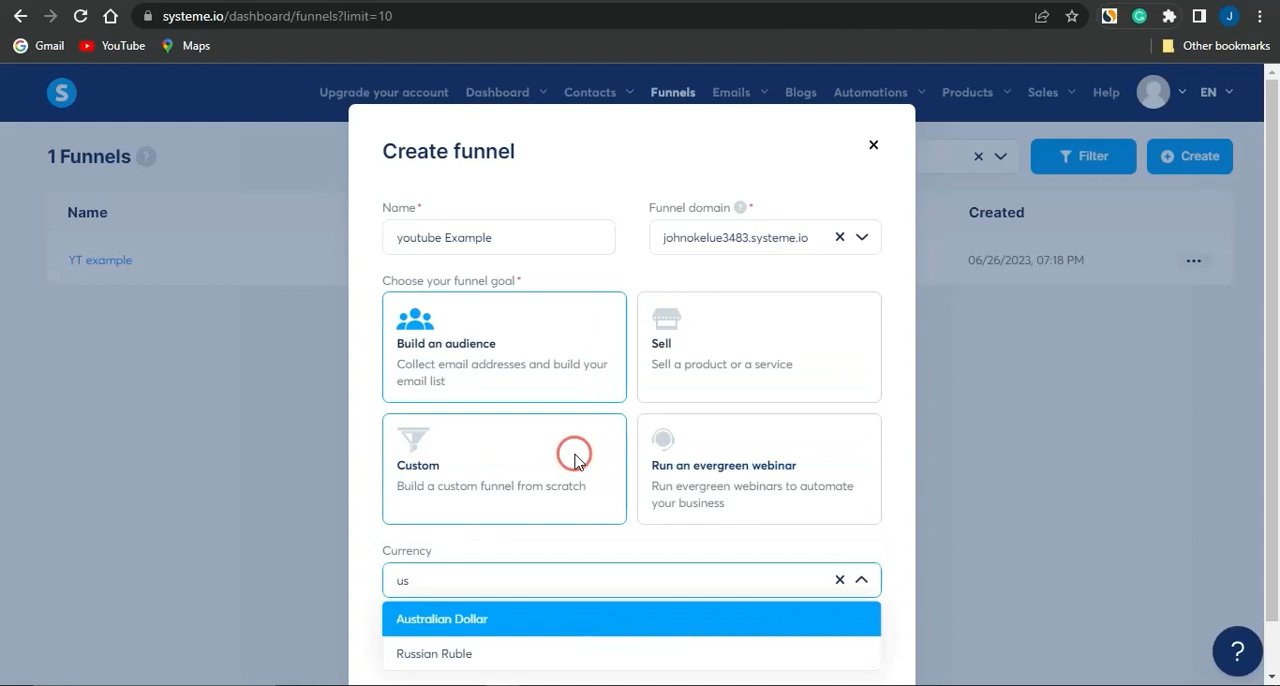 systeme.io/dashboard/funnels?limit=10
J
Gmail YouTube Maps Other bookmarks
S Upgrade your account Dashboard Contacts Funnels Emails Blogs Automations Products Sales Help EN
1 Funnels ? Filter Create
Name Created
YT example 06/26/2023, 07:18 PM ...
Create funnel
Name* Funnel domain ? *
youtube Example johnokelue3483.systeme.io
Choose your funnel goal*
Build an audience
Collect email addresses and build your
email list
Sell
Sell a product or a service
Custom
Build a custom funnel from scratch
Run an evergreen webinar
Run evergreen webinars to automate
your business
Currency
us
Australian Dollar
Russian Ruble
?